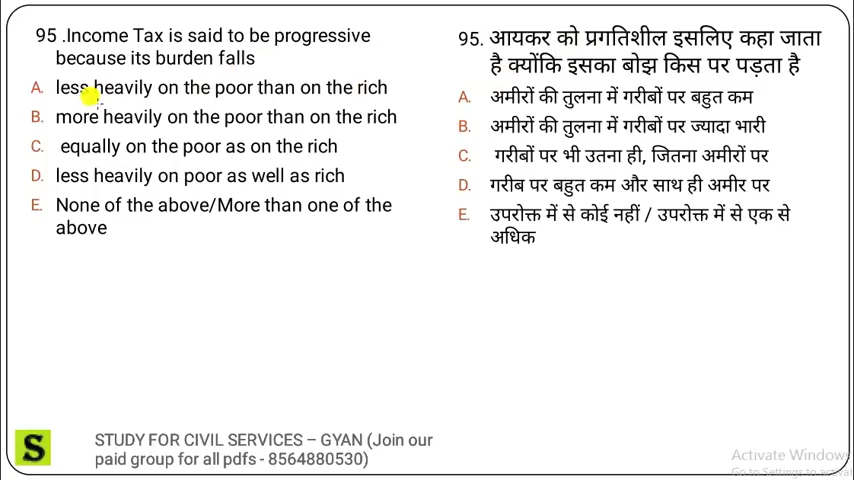 95 .Income Tax is said to be progressive
because its burden falls
A. less heavily on the poor than on the rich
B. more heavily on the poor than on the rich
C. equally on the poor as on the rich
D. less heavily on poor as well as rich
E. None of the above/More than one of the
above
95. आयकर को प्रगतिशील इसलिए कहा जाता
है क्योंकि इसका बोझ किस पर पड़ता है
A. अमीरों की तुलना में गरीबों पर बहुत कम
B. अमीरों की तुलना में गरीबों पर ज्यादा भारी
C. गरीबों पर भी उतना ही, जितना अमीरों पर
D. गरीब पर बहुत कम और साथ ही अमीर पर
E. उपरोक्त में से कोई नहीं / उपरोक्त में से एक से
अधिक
S
STUDY FOR CIVIL SERVICES – GYAN (Join our
paid group for all pdfs - 8564880530)
Activate Windows
Go to Settings to activat